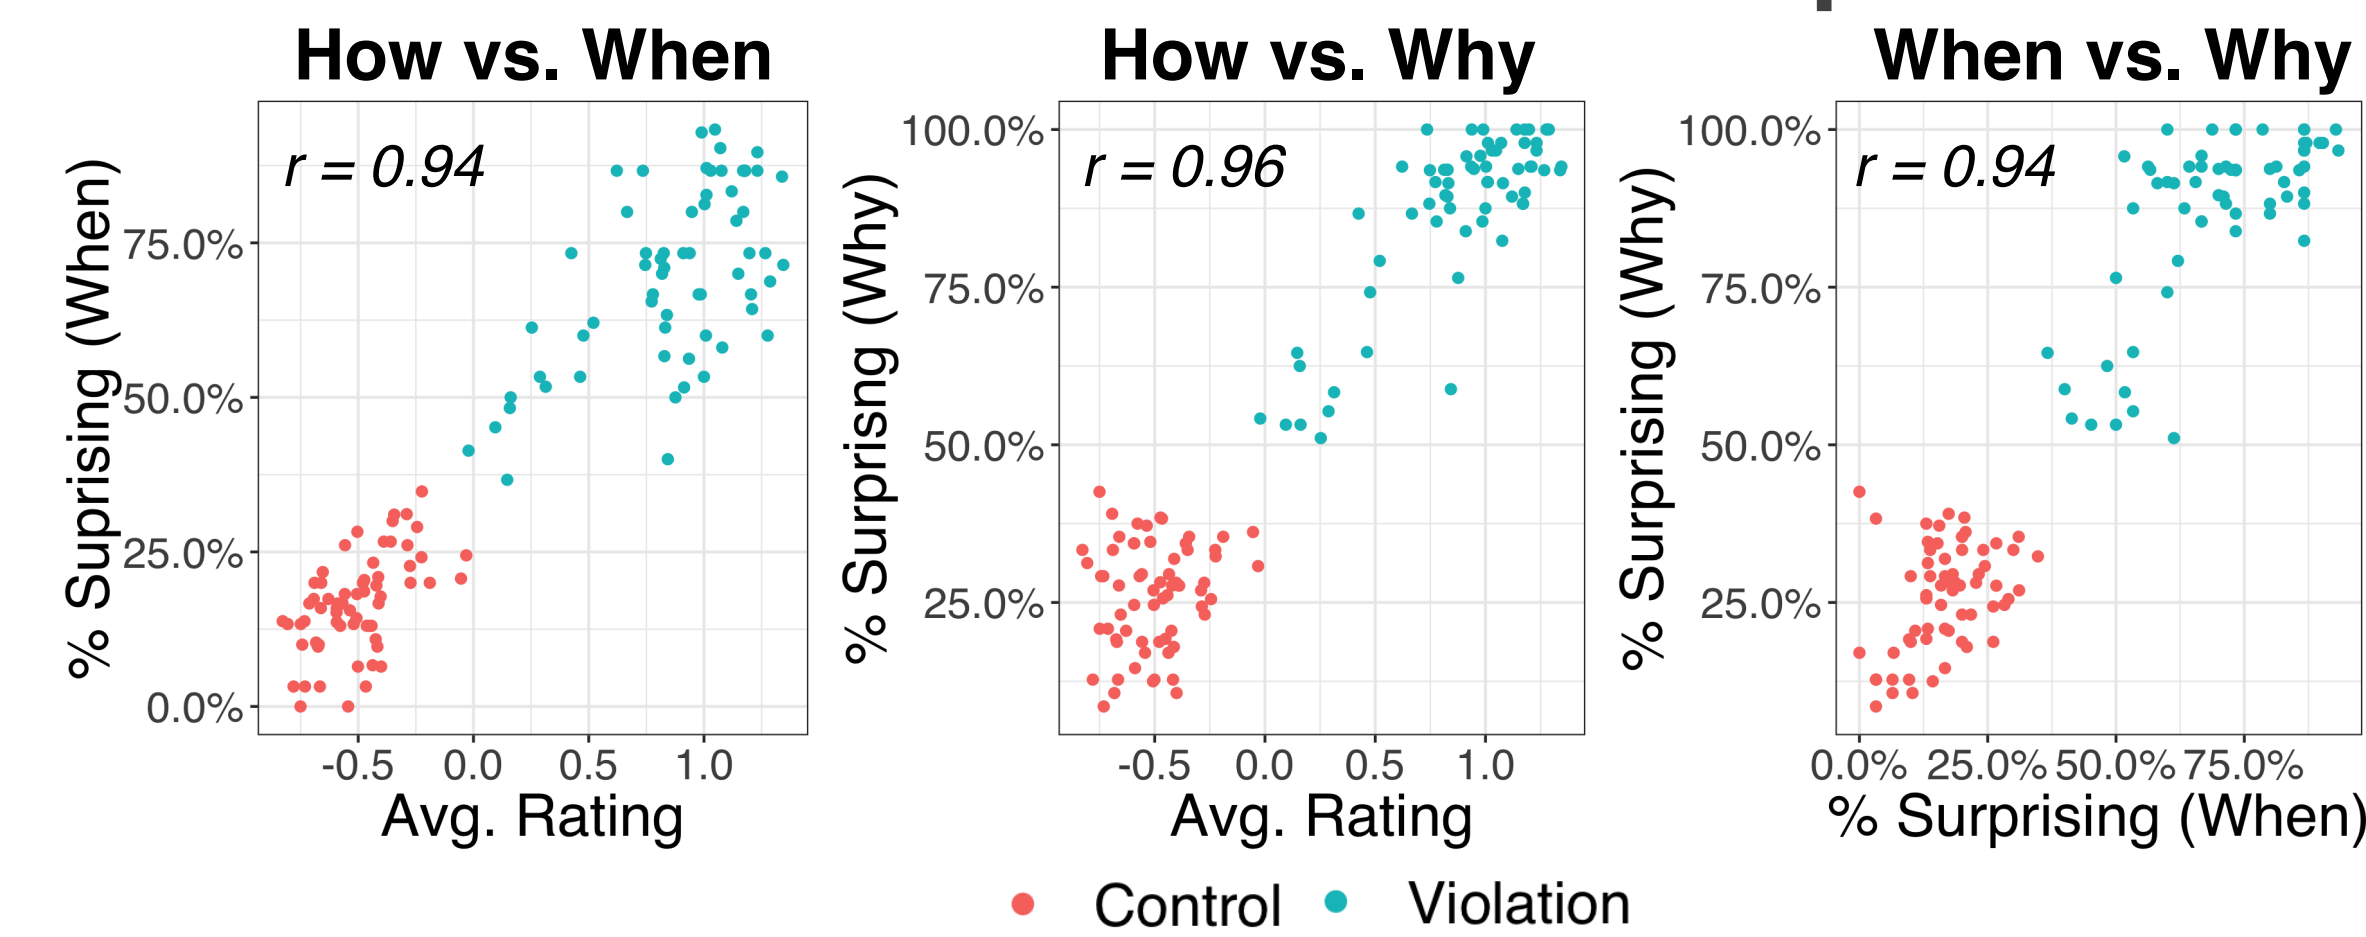 How vs. When
How vs. Why
When vs. Why
r = 0.94
r = 0.96
r = 0.94
% Suprising (When)
75.0%
50.0%
25.0%
0.0%
-0.5 0.0 0.5 1.0
Avg. Rating
% Surprisng (Why)
100.0%
75.0%
50.0%
25.0%
-0.5 0.0 0.5 1.0
Avg. Rating
% Surprising (Why)
100.0%
75.0%
50.0%
25.0%
0.0% 25.0% 50.0% 75.0%
% Surprising (When)
Control Violation